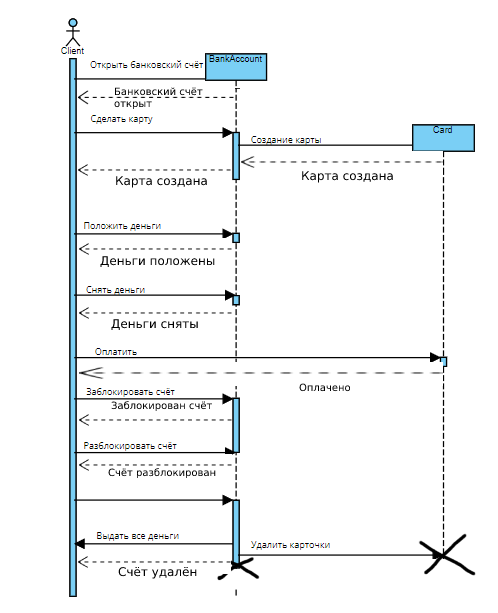 Client
BankAccount
Открыть банковский счёт
Банковский счёт
открыт
Сделать карту
Card
Создание карты
Карта создана
Карта создана
Положить деньги
Деньги положены
Снять деньги
Деньги сняты
Оплатить
Оплачено
Заблокировать счёт
Заблокирован счёт
Разблокировать счёт
Счёт разблокирован
Выдать все деньги
Удалить карточки
Счёт удалён